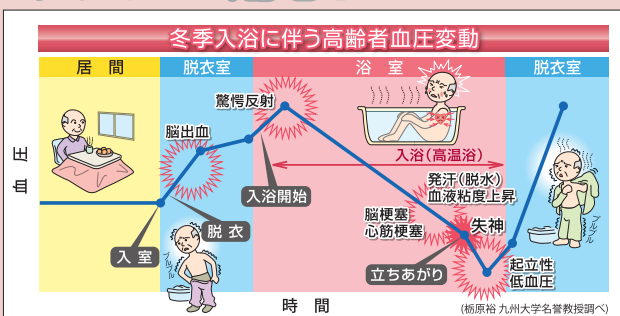 冬季入浴に伴う高齢者血圧変動
居間
脱衣室
浴室
脱衣室
驚愕反射
脳出血
入浴(高温浴)
血圧
入浴開始
発汗(脱水)
血液粘度上昇
脱衣
脳梗塞
心筋梗塞
失神
入室
立ちあがり
起立性
低血圧
ブルブル
ブルブル
時間
(栃原裕 九州大学名誉教授調べ)